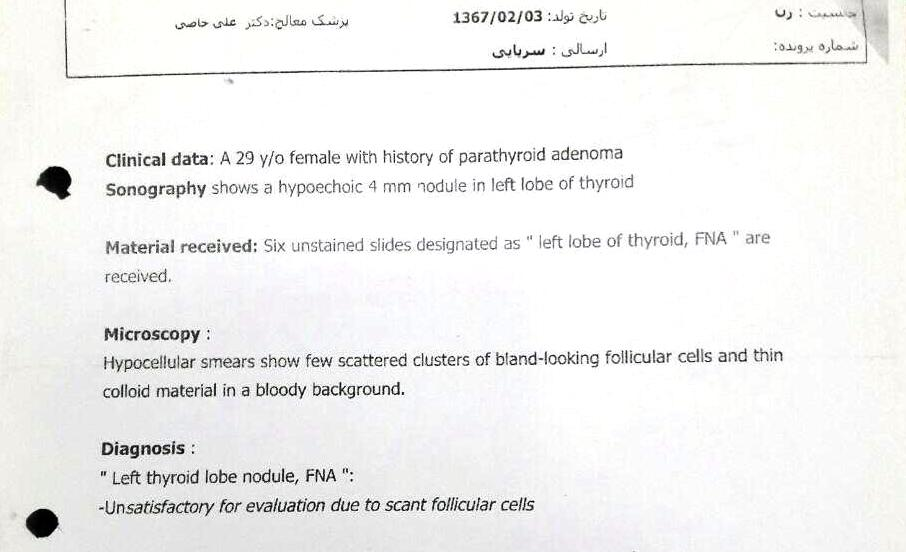 جنسیت : زن
تاریخ تولد: 1367/02/03
پزشک معالج:دکتر علی خاصی
شماره پرونده:
ارسالی : سرپایی
Clinical data: A 29 y/o female with history of parathyroid adenoma
Sonography shows a hypoechoic 4 mm nodule in left lobe of thyroid
Material received: Six unstained slides designated as " left lobe of thyroid, FNA " are
received.
Microscopy :
Hypocellular smears show few scattered clusters of bland-looking follicular cells and thin
colloid material in a bloody background.
Diagnosis :
" Left thyroid lobe nodule, FNA ":
-Unsatisfactory for evaluation due to scant follicular cells